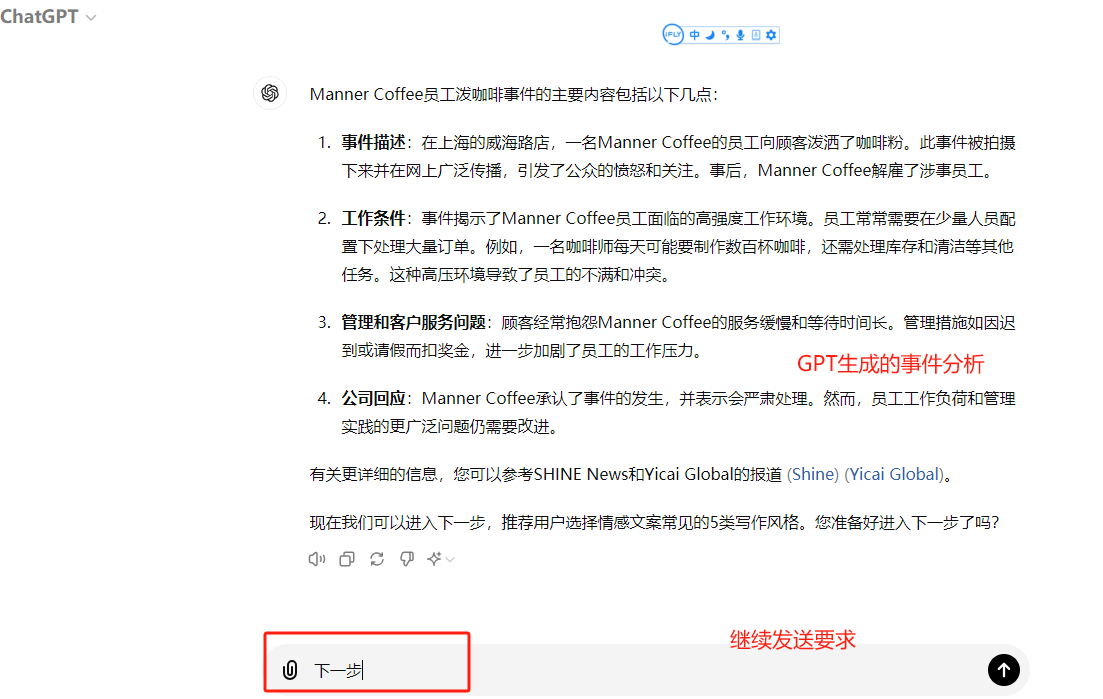 ChatGPT
iFLY 中
Manner Coffee员工泼咖啡事件的主要内容包括以下几点：
1. 事件描述：在上海的威海路店，一名Manner Coffee的员工向顾客泼洒了咖啡粉。此事件被拍摄
下来并在网上广泛传播，引发了公众的愤怒和关注。事后，Manner Coffee解雇了涉事员工。
2. 工作条件：事件揭示了Manner Coffee员工面临的高强度工作环境。员工常常需要在少量人员配
置下处理大量订单。例如，一名咖啡师每天可能要制作数百杯咖啡，还需处理库存和清洁等其他
任务。这种高压环境导致了员工的不满和冲突。
3. 管理和客户服务问题：顾客经常抱怨Manner Coffee的服务缓慢和等待时间长。管理措施如因迟
到或请假而扣奖金，进一步加剧了员工的工作压力。
GPT生成的事件分析
4. 公司回应：Manner Coffee承认了事件的发生，并表示会严肃处理。然而，员工工作负荷和管理
实践的更广泛问题仍需要改进。
有关更详细的信息，您可以参考SHINE News和Yicai Global的报道 (Shine) (Yicai Global)。
现在我们可以进入下一步，推荐用户选择情感文案常见的5类写作风格。您准备好进入下一步了吗？
继续发送要求
下一步